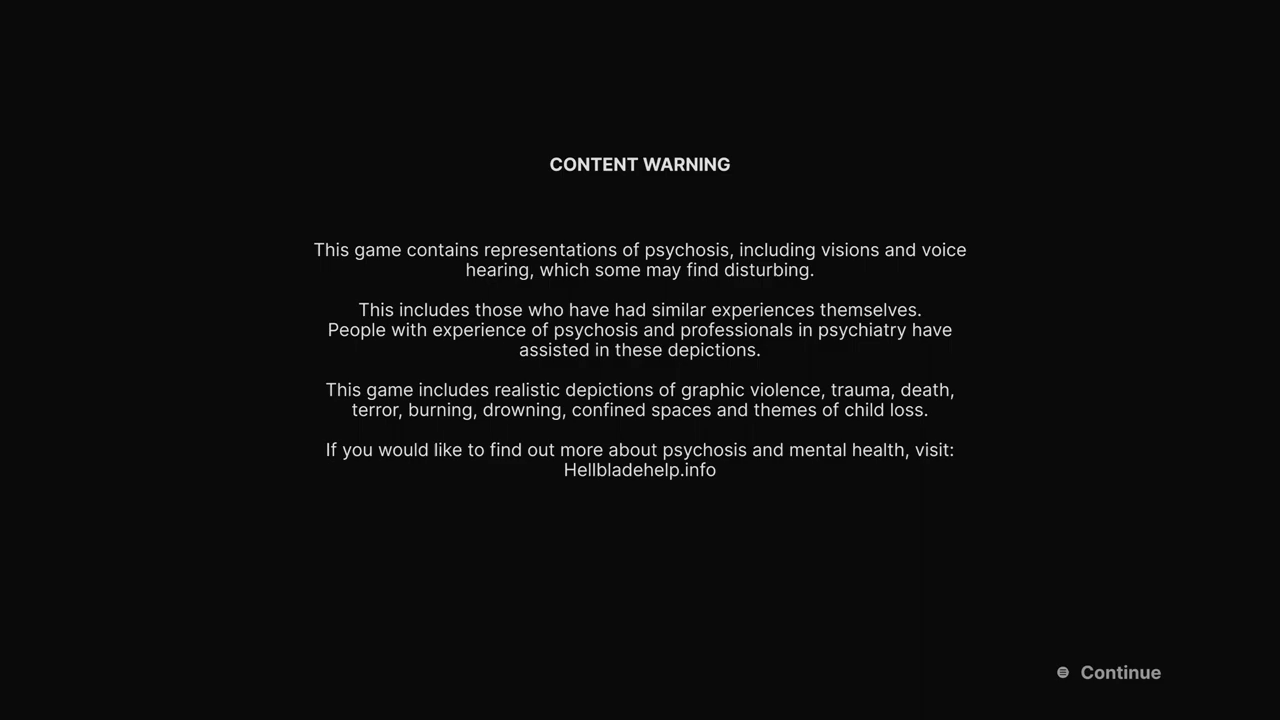 CONTENT WARNING
This game contains representations of psychosis, including visions and voice
hearing, which some may find disturbing.
This includes those who have had similar experiences themselves.
People with experience of psychosis and professionals in psychiatry have
assisted in these depictions.
This game includes realistic depictions of graphic violence, trauma, death,
terror, burning, drowning, confined spaces and themes of child loss.
If you would like to find out more about psychosis and mental health, visit:
Hellbladehelp.info
Continue